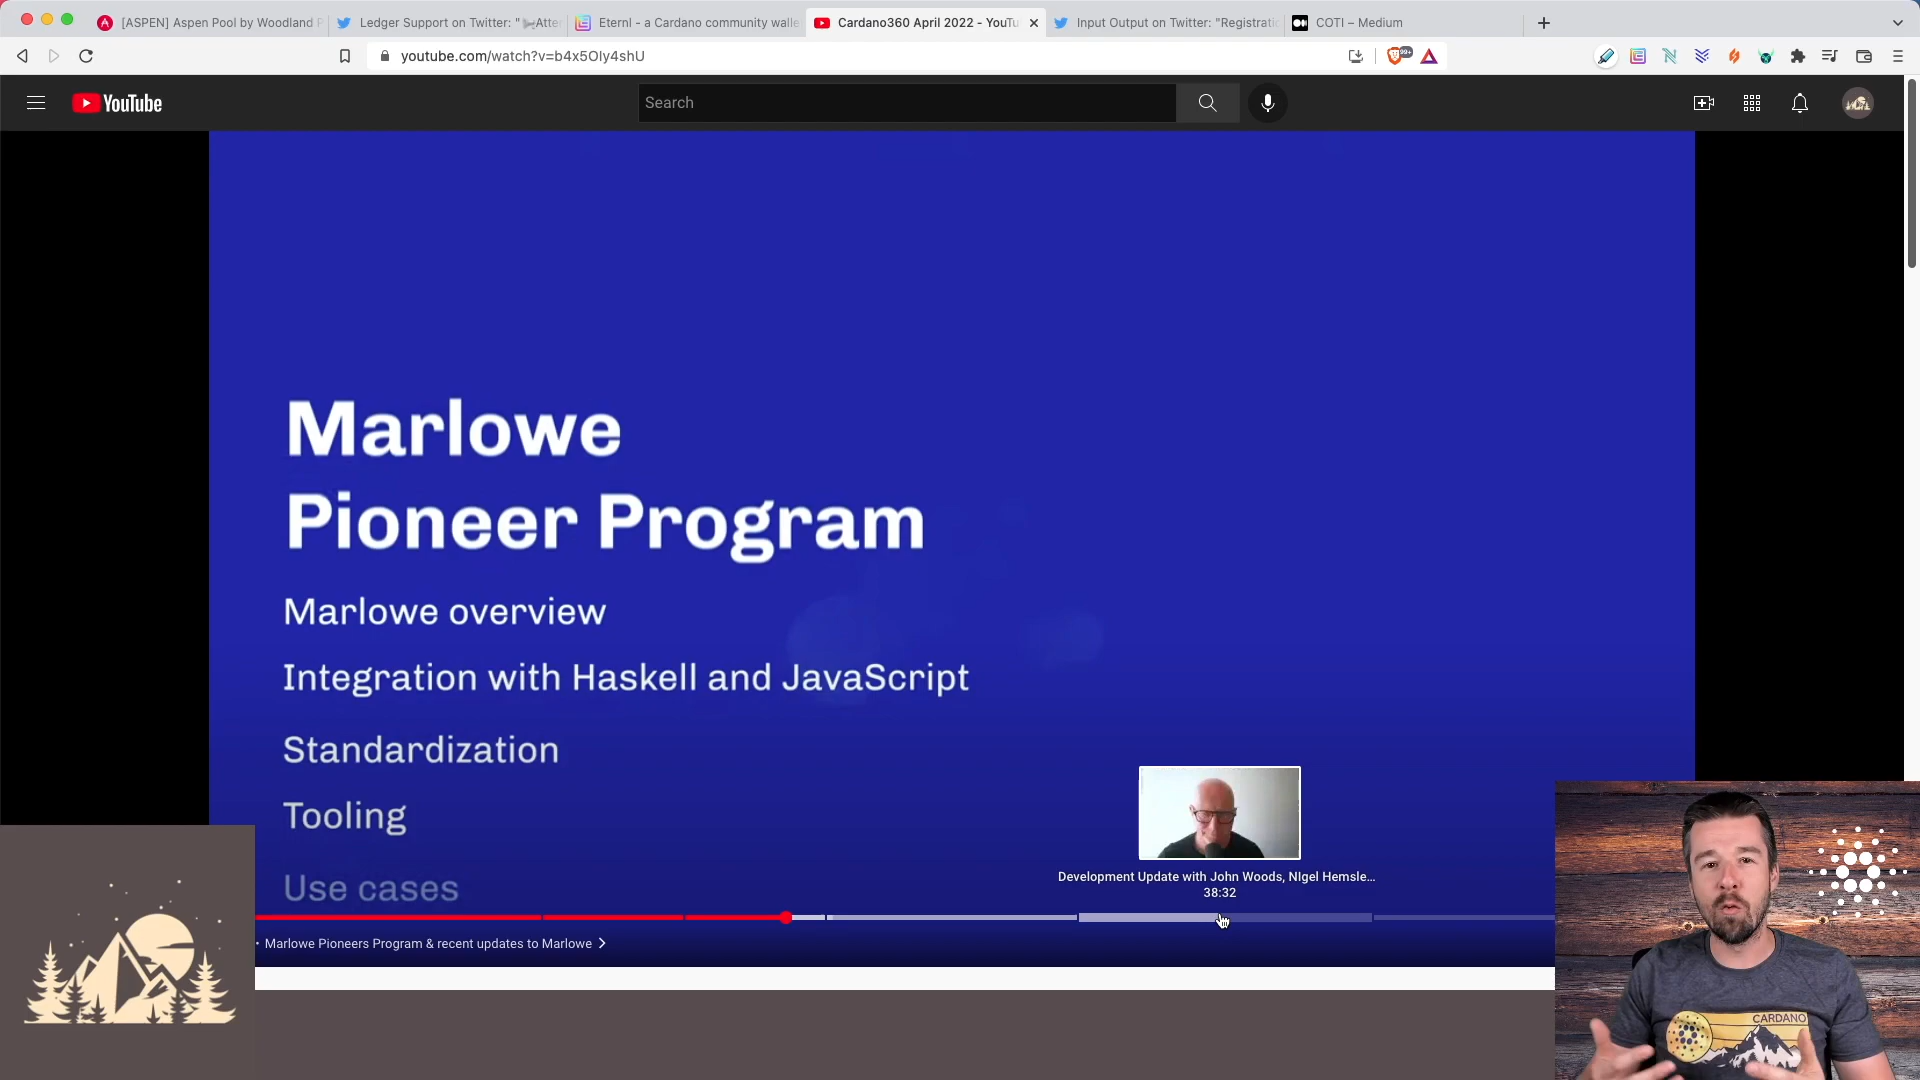 [ASPEN] Aspen Pool by Woodland P
Ledger Support on Twitter: "
Atter
Eternl - a Cardano community walle
Cardano360 April 2022 - YouTu
Input Output on Twitter: "Registratio
COTI – Medium
youtube.com/watch?v=b4x5Oly4shU
99+
YouTube
Search
Marlowe
Pioneer Program
Marlowe overview
Integration with Haskell and JavaScript
Standardization
Tooling
Use cases
Development Update with John Woods, NIgel Hemsle...
38:32
• Marlowe Pioneers Program & recent updates to Marlowe
CARDANO